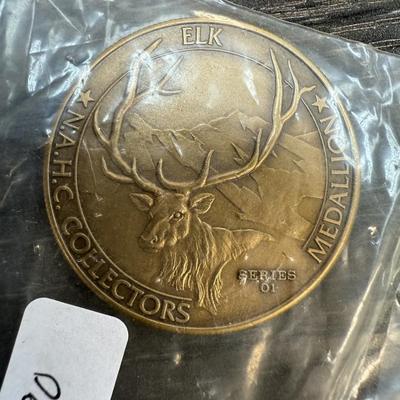 ELK
★ N.A.H.C. COLLECTORS
MEDALLION ★
SERIES
01